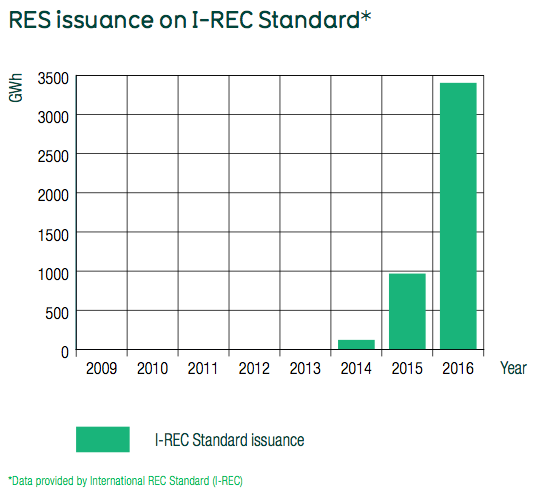 RES issuance on I-REC Standard*
GWh
3500
3000
2500
2000
1500
1000
500
0
2009 2010 2011 2012 2013 2014 2015 2016 Year
I-REC Standard issuance
*Data provided by International REC Standard (I-REC)